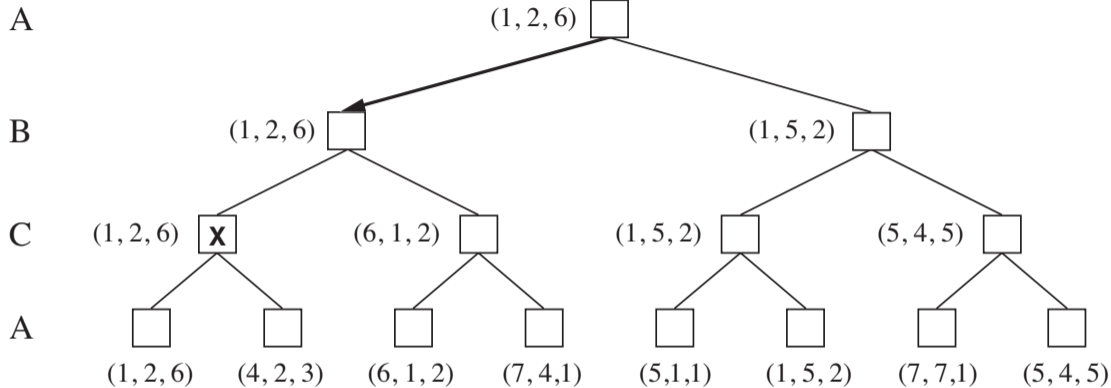 A (1, 2, 6)
B (1, 2, 6) (1, 5, 2)
C (1, 2, 6) X (6, 1, 2) (1, 5, 2) (5, 4, 5)
A
(1, 2, 6) (4, 2, 3) (6, 1, 2) (7, 4,1) (5,1,1) (1, 5, 2) (7, 7,1) (5, 4, 5)